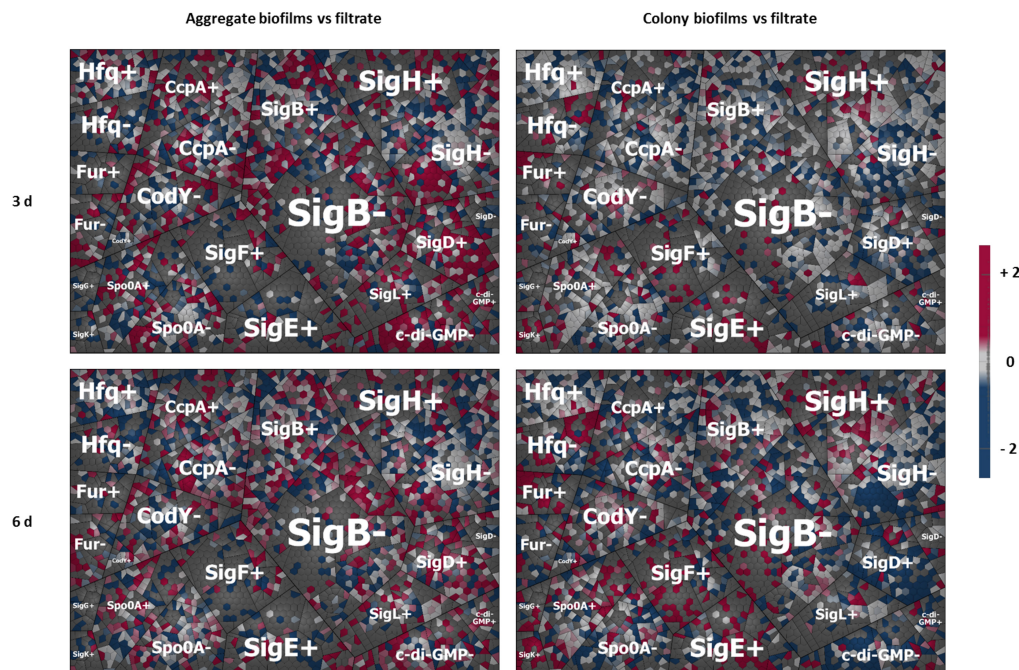 Aggregate biofilms vs filtrate
Colony biofilms vs filtrate
3 d
Hfq+
CcpA+
SigB+
SigH+
Hfq-
CcpA-
SigH-
Fur+
CodY-
SigB-
SigD-
Fur-
CodY+
SigF+
SigD+
SigG+
Spo0A+
SigL+
c-di-
GMP+
SigK+
Spo0A-
SigE+
c-di-GMP-
Hfq+
CcpA+
SigB+
SigH+
Hfq-
CcpA-
SigH-
Fur+
CodY-
SigB-
SigD-
Fur-
CodY+
SigF+
SigD+
SigG+
Spo0A+
SigL+
c-di-
GMP+
SigK+
Spo0A-
SigE+
c-di-GMP-
+ 2
0
- 2
6 d
Hfq+
CcpA+
SigB+
SigH+
Hfq-
CcpA-
SigH-
Fur+
CodY-
SigB-
SigD-
Fur-
CodY+
SigF+
SigD+
SigG+
Spo0A+
SigL+
c-di-
GMP+
SigK+
Spo0A-
SigE+
c-di-GMP-
Hfq+
CcpA+
SigB+
SigH+
Hfq-
CcpA-
SigH-
Fur+
CodY-
SigB-
SigD-
Fur-
CodY+
SigF+
SigD+
SigG+
Spo0A+
SigL+
c-di-
GMP+
SigK+
Spo0A-
SigE+
c-di-GMP-